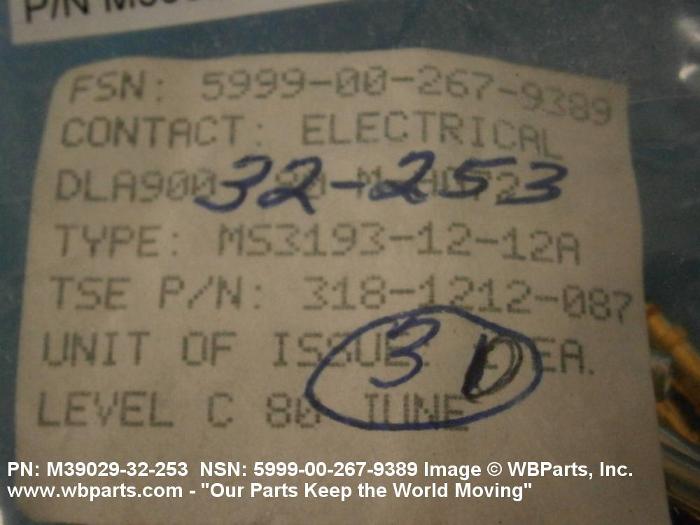 P/N
FSN: 5999-00-267-9389
CONTACT: ELECTRICAL
DLA900
32-253
TYPE: MS3193-12-12A
TSE P/N: 318-1212-087
UNIT OF ISSUE: EA.
3
LEVEL C 80 JUNE
PN: M39029-32-253 NSN: 5999-00-267-9389 Image © WBParts, Inc.
www.wbparts.com - "Our Parts Keep the World Moving"